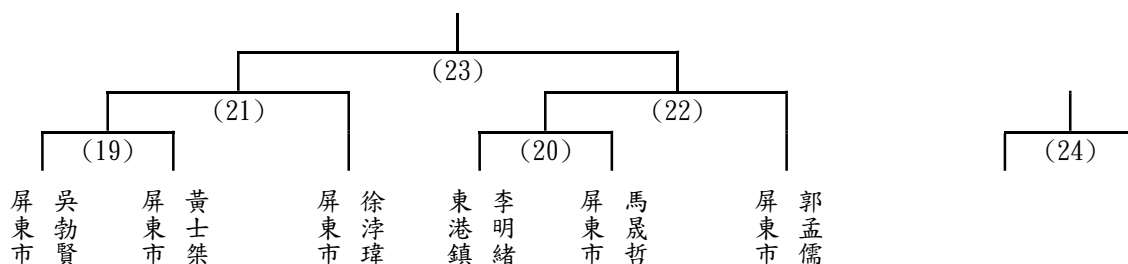 (23)
(21)
(22)
(19)
(20)
(24)
屏東市 吳勃賢
屏東市 黃士桀
屏東市 徐浡瑋
東港鎮 李明緒
屏東市 馬晟哲
屏東市 郭孟儒